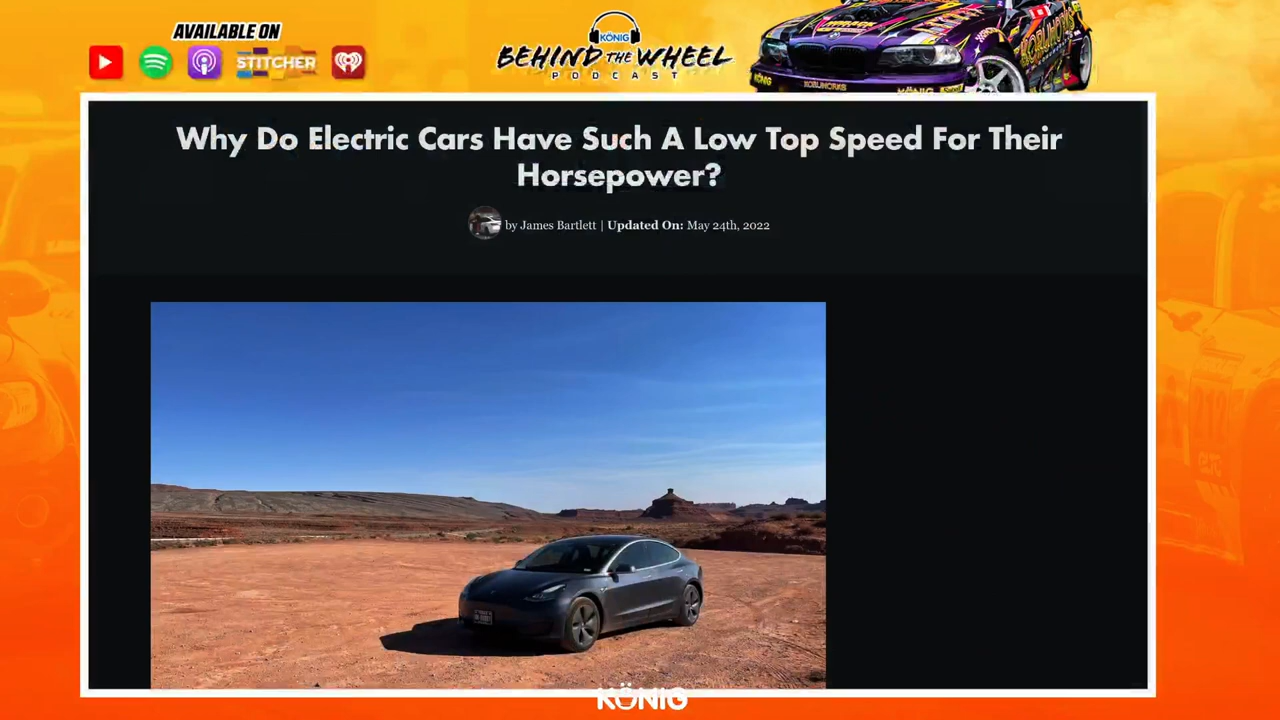 AVAILABLE ON
STITCHER
KÖNIG
BEHIND THE WHEEL
PODCAST
Why Do Electric Cars Have Such A Low Top Speed For Their
Horsepower?
by James Bartlett | Updated On: May 24th, 2022
KÖNIG